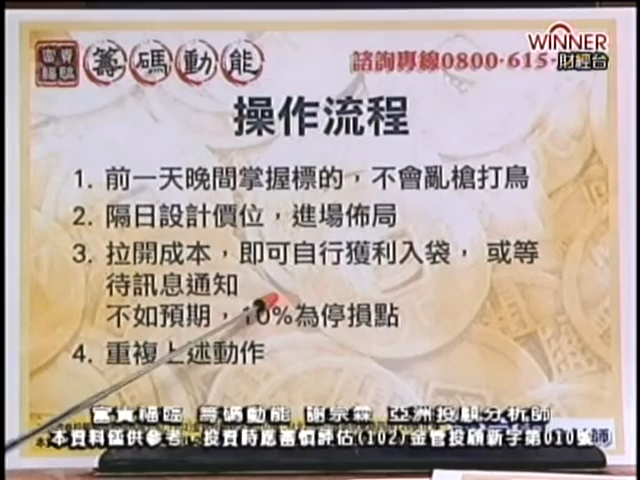 富貴福臨 籌碼動能 諮詢專線0800·615·
WINNER
財經台
操作流程
1. 前一天晚間掌握標的，不會亂槍打鳥
2. 隔日設計價位，進場佈局
3. 拉開成本，即可自行獲利入袋， 或等
待訊息通知
不如預期，10%為停損點
4. 重複上述動作
富貴福臨 籌碼動能 謝宗霖 亞洲投顧分析師
本資料僅供參考，投資時應審慎評估(102)金管投顧新字第010號
師